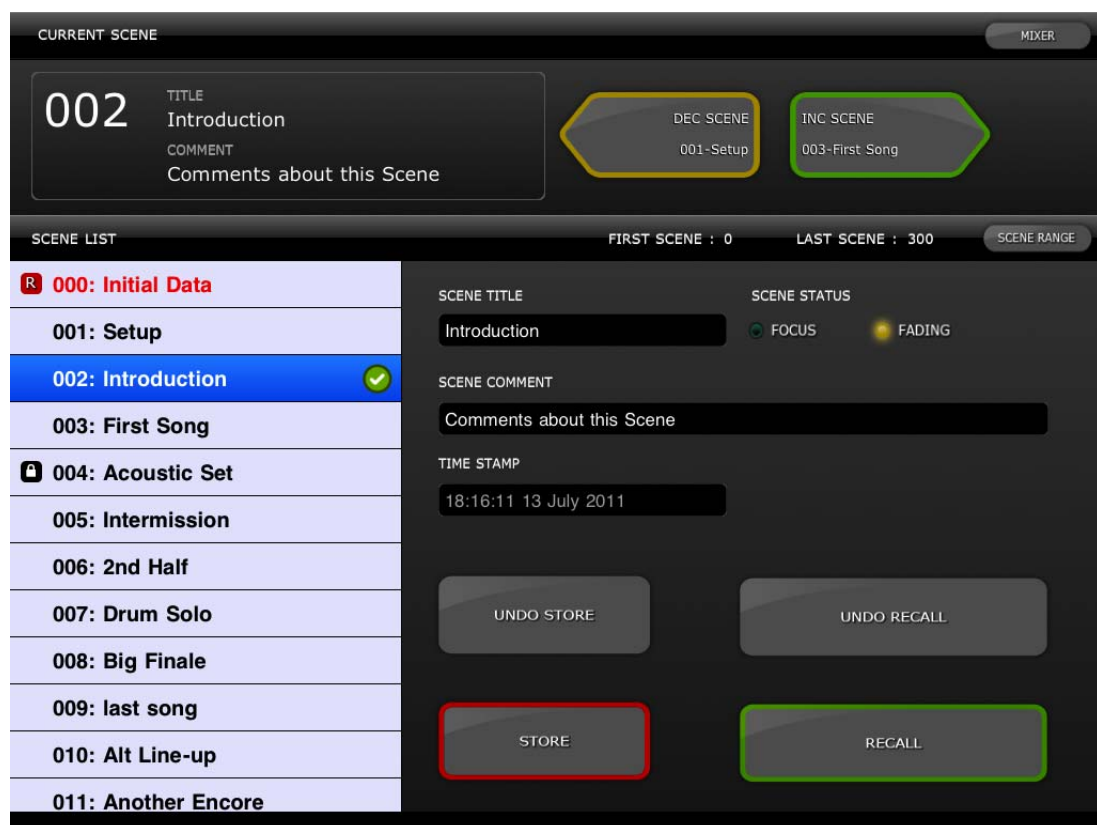 CURRENT SCENE
MIXER
002
TITLE
Introduction
COMMENT
Comments about this Scene
DEC SCENE
001-Setup
INC SCENE
003-First Song
SCENE LIST
FIRST SCENE : 0
LAST SCENE : 300
SCENE RANGE
R 000: Initial Data
001: Setup
002: Introduction
003: First Song
004: Acoustic Set
005: Intermission
006: 2nd Half
007: Drum Solo
008: Big Finale
009: last song
010: Alt Line-up
011: Another Encore
SCENE TITLE
Introduction
SCENE STATUS
FOCUS
FADING
SCENE COMMENT
Comments about this Scene
TIME STAMP
18:16:11 13 July 2011
UNDO STORE
UNDO RECALL
STORE
RECALL